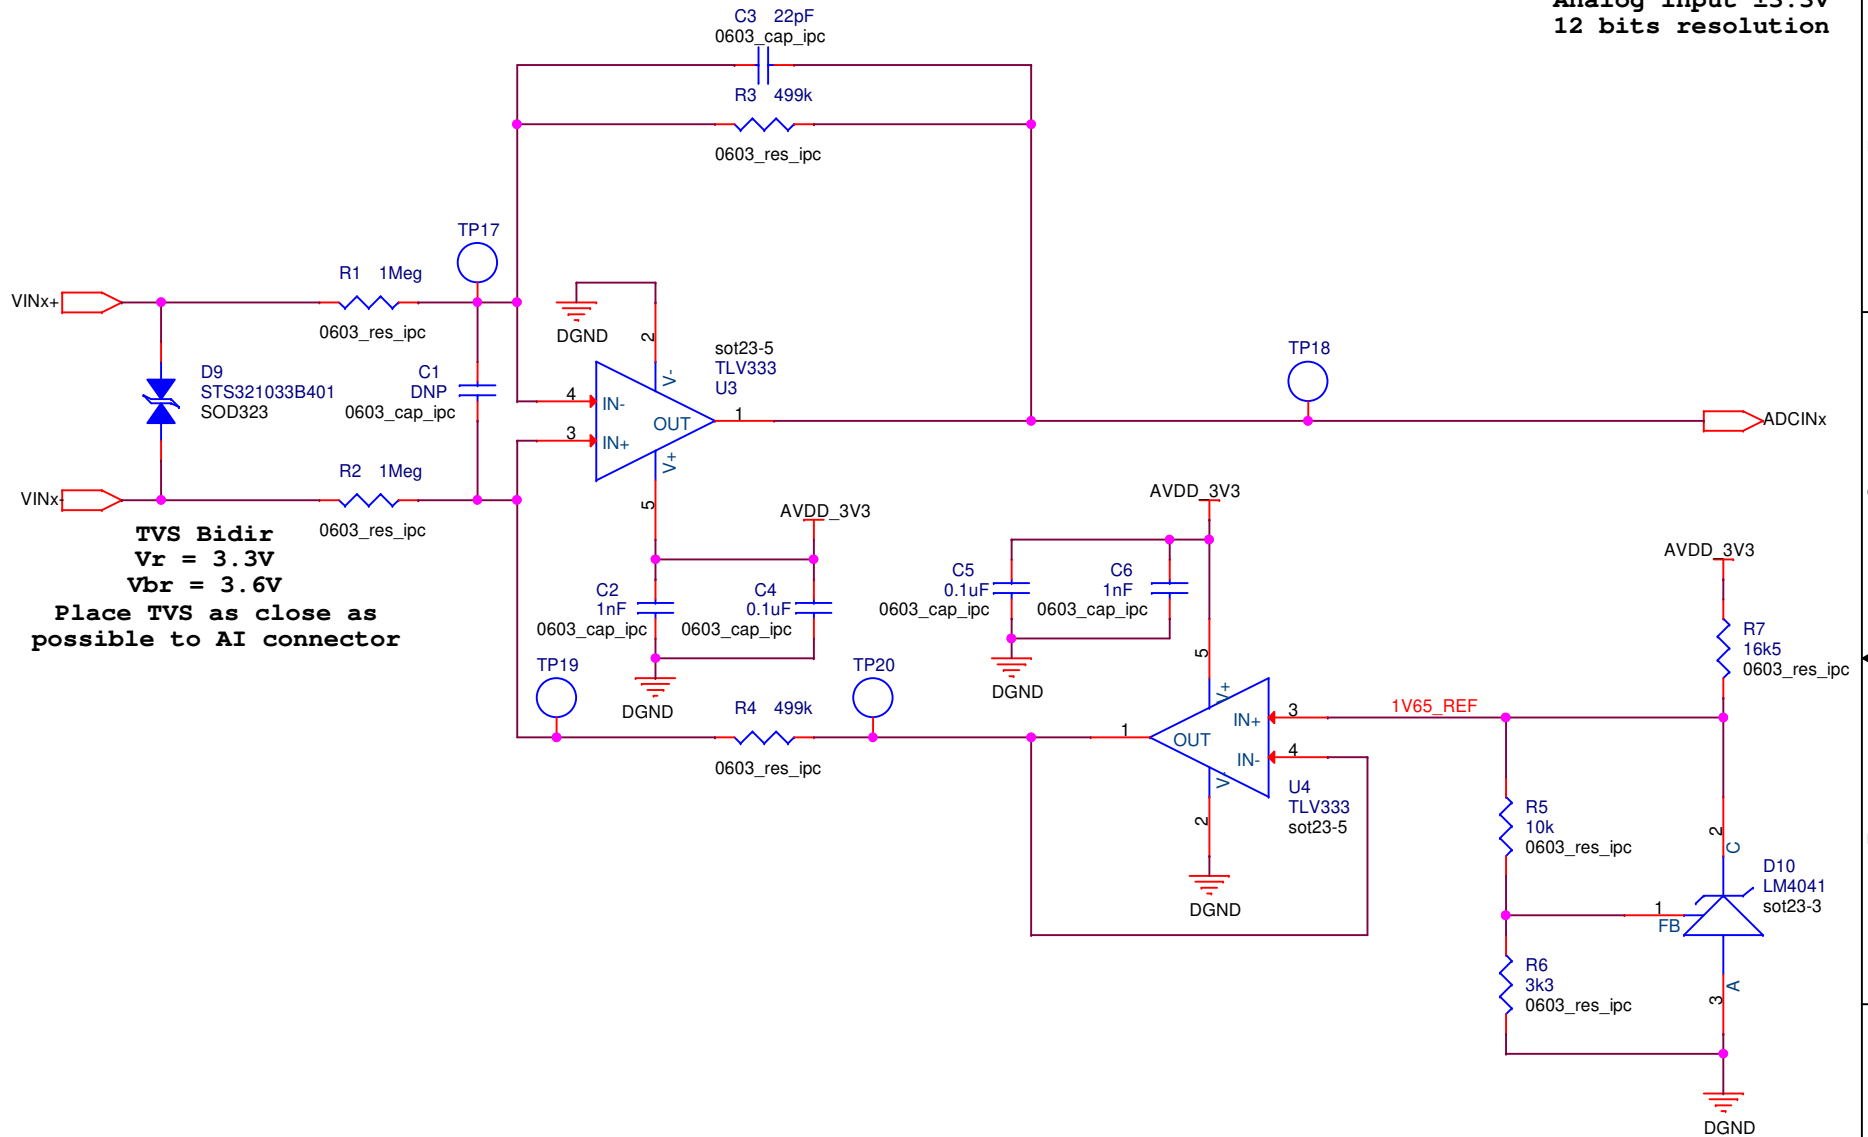 Analog input ±3.3V
12 bits resolution
C3 22pF
0603_cap_ipc
R3 499k
0603_res_ipc
TP17
R1 1Meg
VINx+
0603_res_ipc
DGND
2
V-
sot23-5
TLV333
U3
TP18
D9
STS321033B401
SOD323
C1
DNP
0603_cap_ipc
4
IN-
OUT
1
ADCINx
3
IN+
V+
R2 1Meg
VINx-
0603_res_ipc
5
AVDD_3V3
AVDD_3V3
TVS Bidir
Vr = 3.3V
Vbr = 3.6V
Place TVS as close as
possible to AI connector
AVDD_3V3
C2
1nF
0603_cap_ipc
C4
0.1uF
0603_cap_ipc
C5
0.1uF
0603_cap_ipc
C6
1nF
0603_cap_ipc
R7
16k5
0603_res_ipc
5
TP19
TP20
DGND
DGND
R4 499k
0603_res_ipc
1
V+
IN+
3
1V65_REF
OUT
IN-
4
V-
U4
TLV333
sot23-5
2
R5
10k
0603_res_ipc
2
C
D10
LM4041
sot23-3
DGND
1
FB
R6
3k3
0603_res_ipc
3
A
DGND